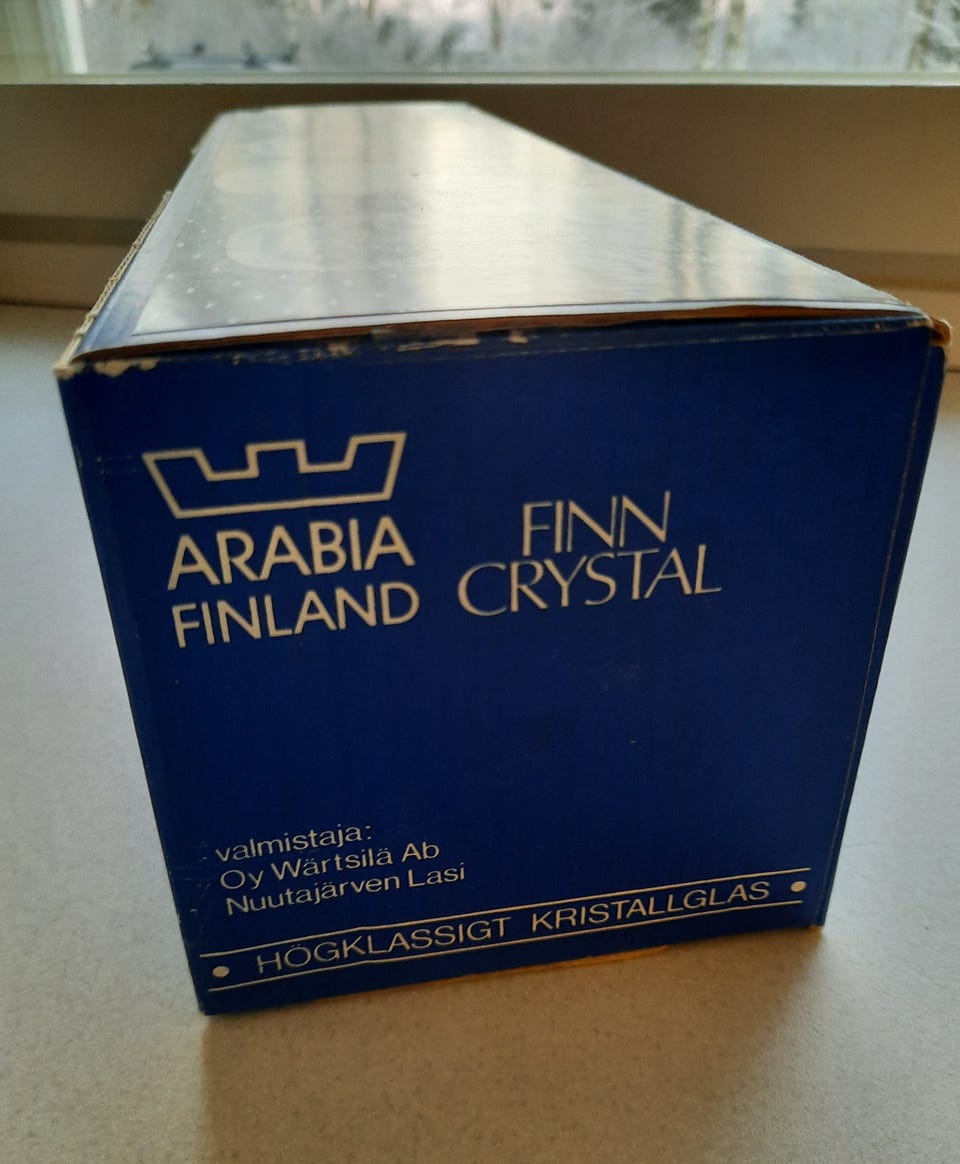 ARABIA
FINLAND
FINN
CRYSTAL
valmistaja:
Oy Wärtsilä Ab
Nuutajärven Lasi
• HÖGKLASSIGT KRISTALLGLAS •